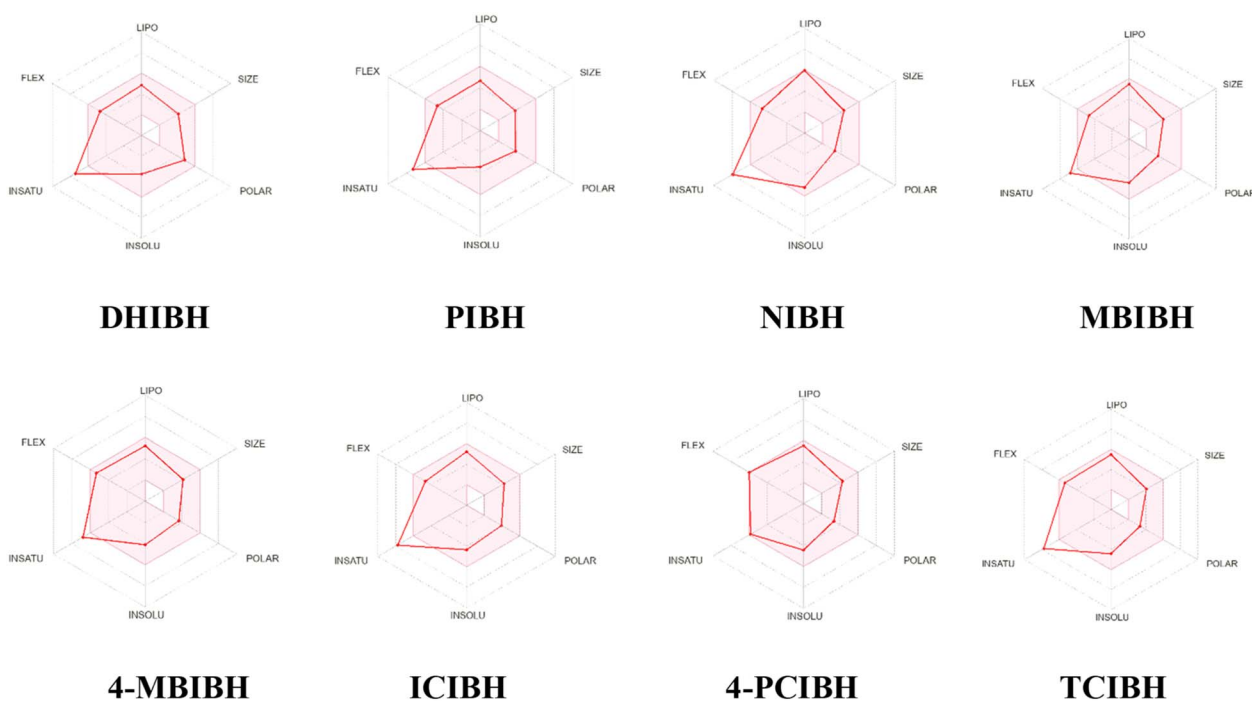 LIPO
FLEX
SIZE
INSATU
POLAR
INSOLU
DHIBH
LIPO
FLEX
SIZE
INSATU
POLAR
INSOLU
PIBH
LIPO
FLEX
SIZE
INSATU
POLAR
INSOLU
NIBH
LIPO
FLEX
SIZE
INSATU
POLAR
INSOLU
MBIBH
LIPO
FLEX
SIZE
INSATU
POLAR
INSOLU
4-MBIBH
LIPO
FLEX
SIZE
INSATU
POLAR
INSOLU
ICIBH
LIPO
FLEX
SIZE
INSATU
POLAR
INSOLU
4-PCIBH
LIPO
FLEX
SIZE
INSATU
POLAR
INSOLU
TCIBH